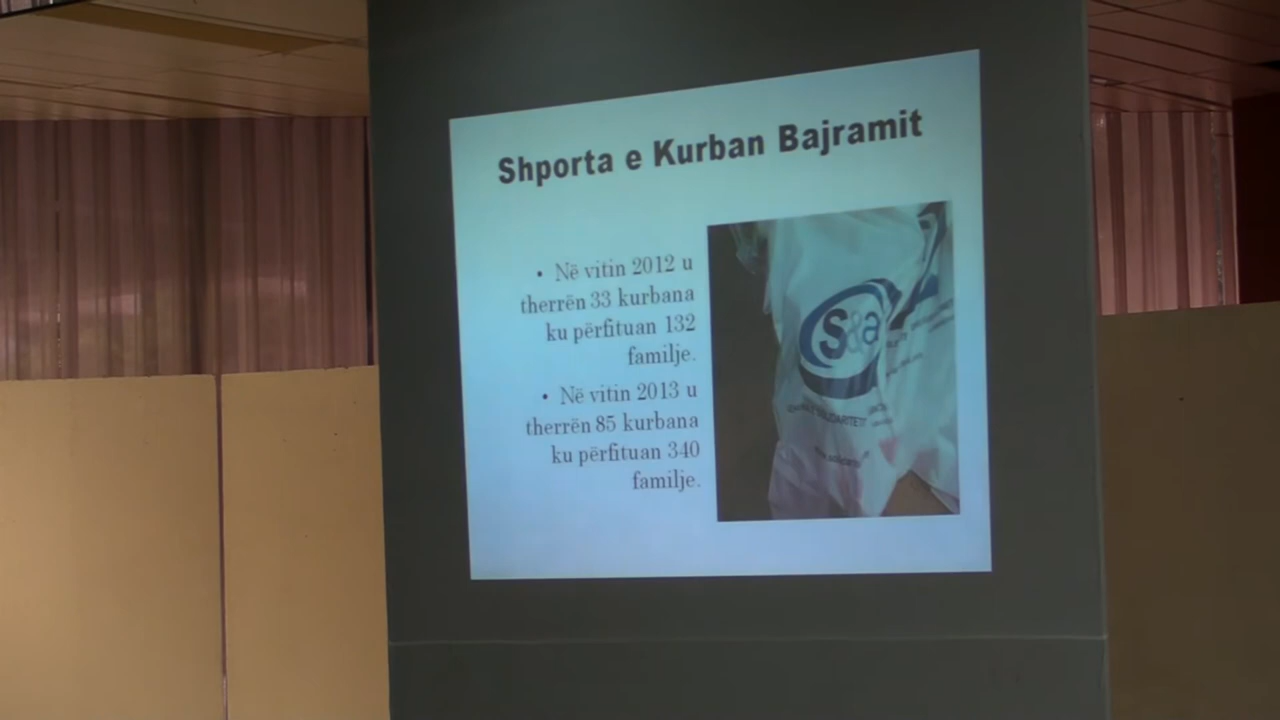 Shporta e Kurban Bajramit
• Në vitin 2012 u
therrën 33 kurbana
ku përfituan 132
familje.
• Në vitin 2013 u
therrën 85 kurbana
ku përfituan 340
familje.
S&a